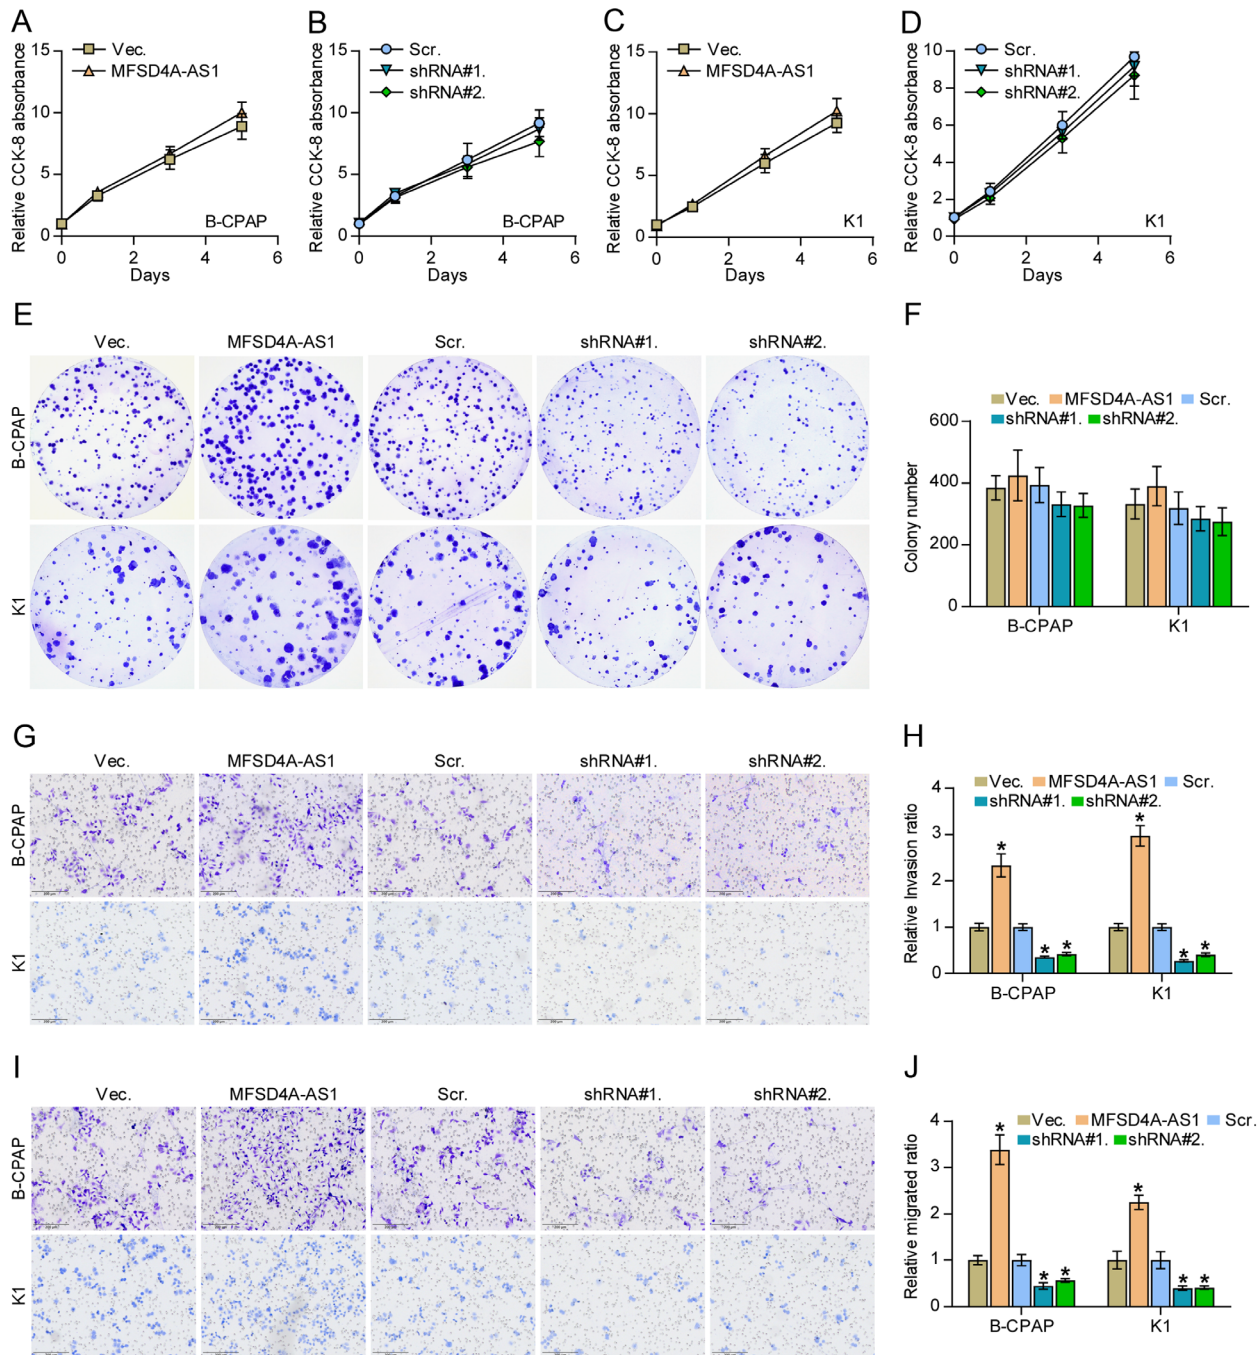 A
Relative CCK-8 absorbance
15
10
5
0
Vec.
MFSD4A-AS1
B-CPAP
0 2 4 6
Days
B
Relative CCK-8 absorbance
15
10
5
0
Scr.
shRNA#1.
shRNA#2.
B-CPAP
0 2 4 6
Days
C
Relative CCK-8 absorbance
15
10
5
0
Vec.
MFSD4A-AS1
K1
0 2 4 6
Days
D
Relative CCK-8 absorbance
10
8
6
4
2
0
Scr.
shRNA#1.
shRNA#2.
K1
0 2 4 6
Days
E
Vec. MFSD4A-AS1 Scr. shRNA#1. shRNA#2.
B-CPAP
K1
F
Vec. MFSD4A-AS1 Scr.
shRNA#1. shRNA#2.
Colony number
600
400
200
0
B-CPAP K1
G
Vec. MFSD4A-AS1 Scr. shRNA#1. shRNA#2.
B-CPAP
K1
H
Vec. MFSD4A-AS1 Scr.
shRNA#1. shRNA#2.
Relative Invasion ratio
4
3
2
1
0
* * * * * *
B-CPAP K1
I
Vec. MFSD4A-AS1 Scr. shRNA#1. shRNA#2.
B-CPAP
K1
J
Vec. MFSD4A-AS1 Scr.
shRNA#1. shRNA#2.
Relative migrated ratio
4
3
2
1
0
* * * * * *
B-CPAP K1